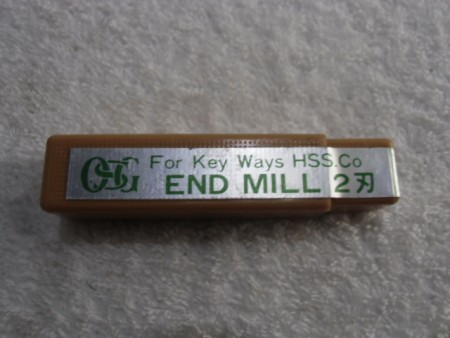 OSG For Key Ways HSS.Co
END MILL 2刃